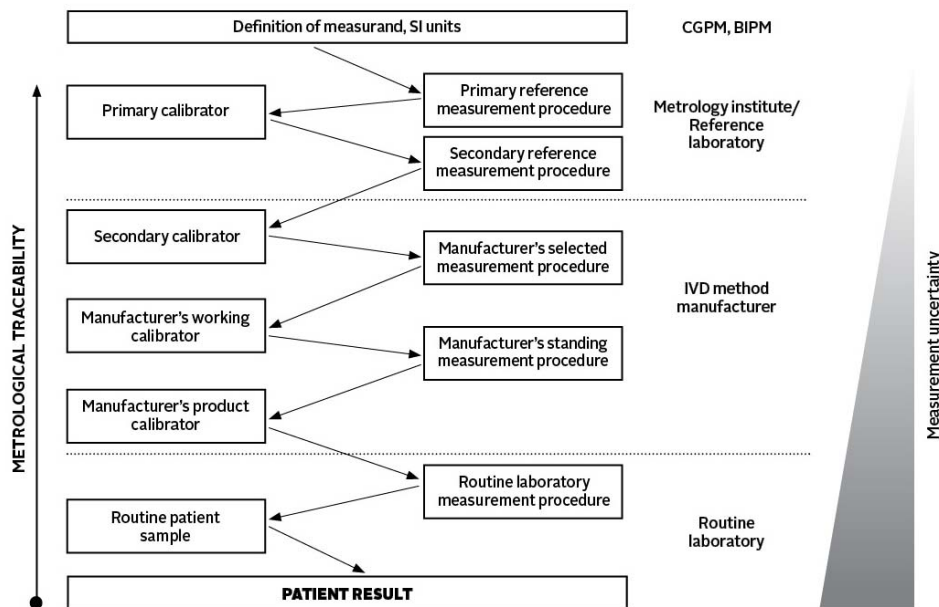 Definition of measurand, SI units
CGPM, BIPM
Primary reference
measurement procedure
Primary calibrator
Metrology institute/
Reference
laboratory
Secondary reference
measurement procedure
Secondary calibrator
Manufacturer's selected
measurement procedure
IVD method
manufacturer
Manufacturer's working
calibrator
Manufacturer's standing
measurement procedure
Manufacturer's product
calibrator
Routine laboratory
measurement procedure
Routine patient
sample
Routine
laboratory
PATIENT RESULT
METROLOGICAL TRACEABILITY
Measurement uncertainty